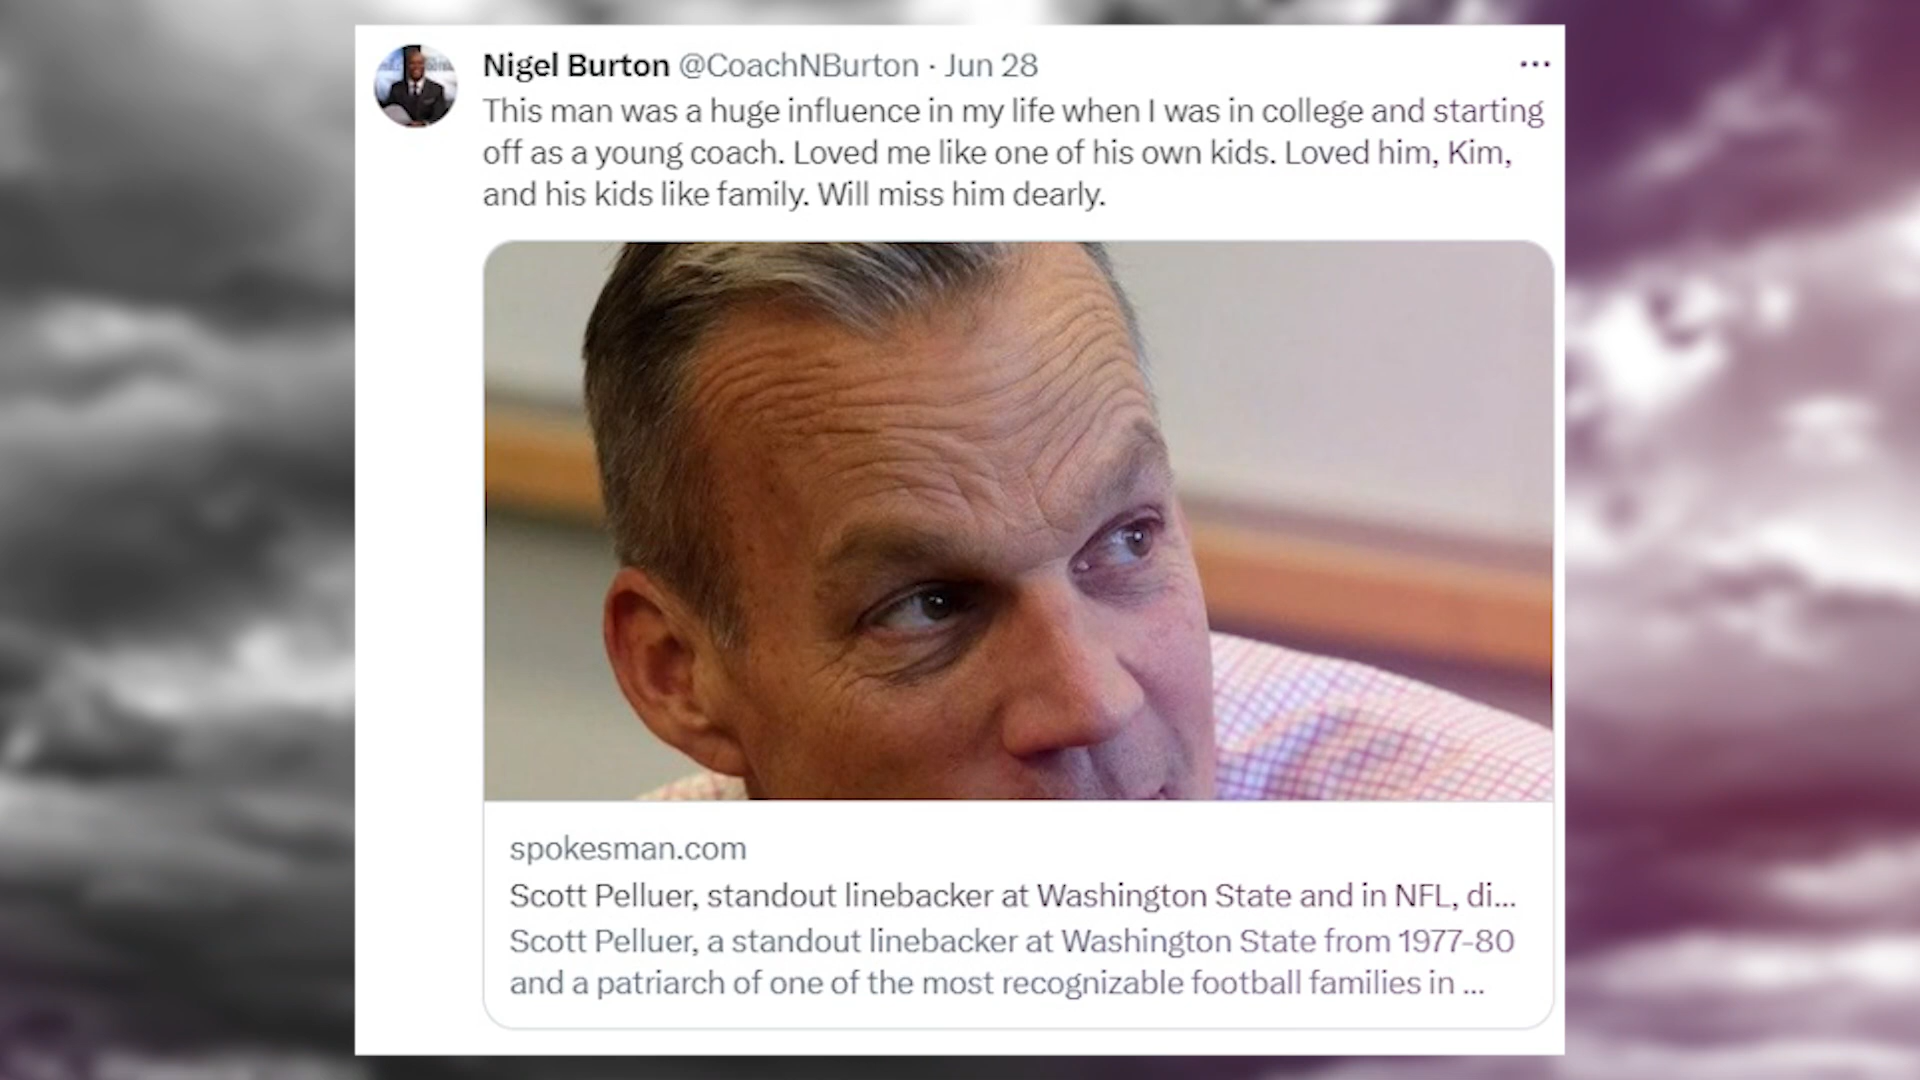 Nigel Burton @CoachNBurton · Jun 28
This man was a huge influence in my life when I was in college and starting
off as a young coach. Loved me like one of his own kids. Loved him, Kim,
and his kids like family. Will miss him dearly.
spokesman.com
Scott Pelluer, standout linebacker at Washington State and in NFL, di...
Scott Pelluer, a standout linebacker at Washington State from 1977-80
and a patriarch of one of the most recognizable football families in ...